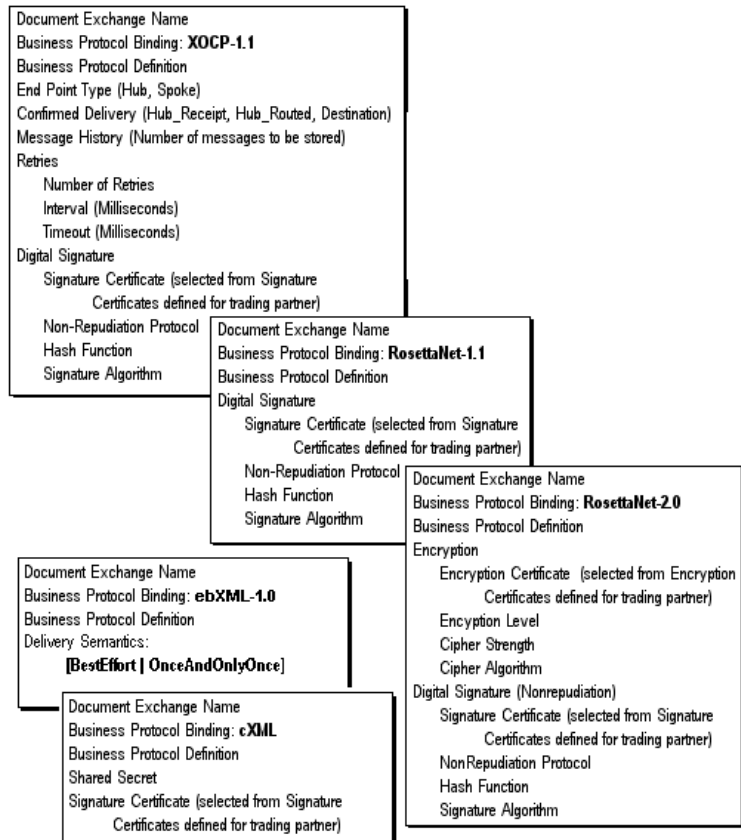 Document Exchange Name
Business Protocol Binding: XOCP-1.1
Business Protocol Definition
End Point Type (Hub, Spoke)
Confirmed Delivery (Hub_Receipt, Hub_Routed, Destination)
Message History (Number of messages to be stored)
Retries
Number of Retries
Interval (Milliseconds)
Timeout (Milliseconds)
Digital Signature
Signature Certificate (selected from Signature
Certificates defined for trading partner)
Non-Repudiation Protocol
Hash Function
Signature Algorithm
Document Exchange Name
Business Protocol Binding: RosettaNet-1.1
Business Protocol Definition
Digital Signature
Signature Certificate (selected from Signature
Certificates defined for trading partner)
Non-Repudiation Protocol
Hash Function
Signature Algorithm
Document Exchange Name
Business Protocol Binding: RosettaNet-2.0
Business Protocol Definition
Encryption
Encryption Certificate (selected from Encryption
Certificates defined for trading partner)
Encyption Level
Cipher Strength
Cipher Algorithm
Digital Signature (Nonrepudiation)
Signature Certificate (selected from Signature
Certificates defined for trading partner)
NonRepudiation Protocol
Hash Function
Signature Algorithm
Document Exchange Name
Business Protocol Binding: ebXML-1.0
Business Protocol Definition
Delivery Semantics:
[BestEffort | OnceAndOnlyOnce]
Document Exchange Name
Business Protocol Binding: cXML
Business Protocol Definition
Shared Secret
Signature Certificate (selected from Signature
Certificates defined for trading partner)